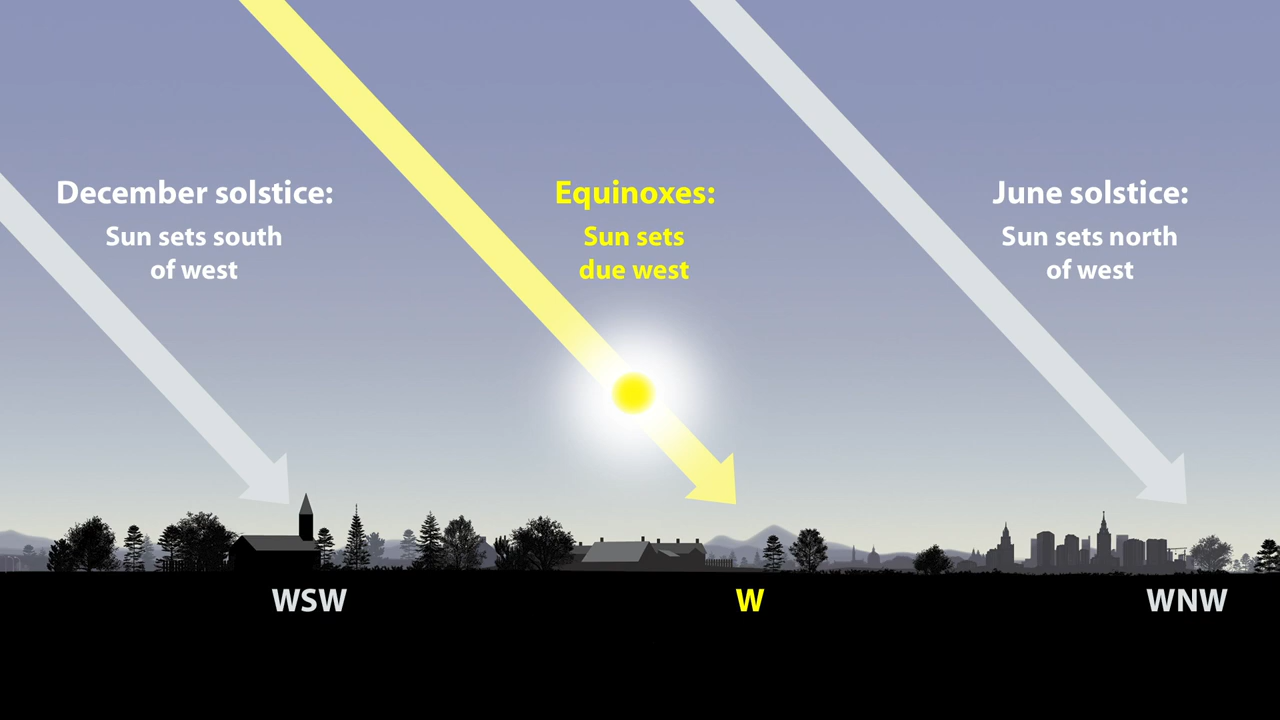 December solstice:
Sun sets south
of west
Equinoxes:
Sun sets
due west
June solstice:
Sun sets north
of west
WSW
W
WNW